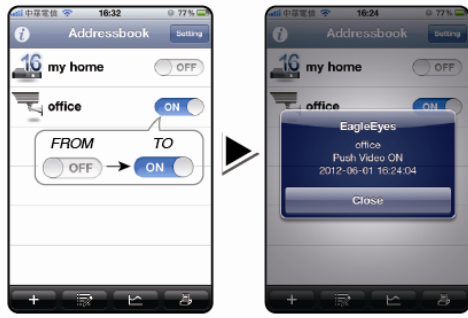 中華電信 16:32 77%
Addressbook Setting
16 my home OFF
office ON
FROM TO
OFF ON
中華電信 16:24 77%
Addressbook Setting
16 my home OFF
office ON
EagleEyes
office
Push Video ON
2012-06-01 16:24:04
Close